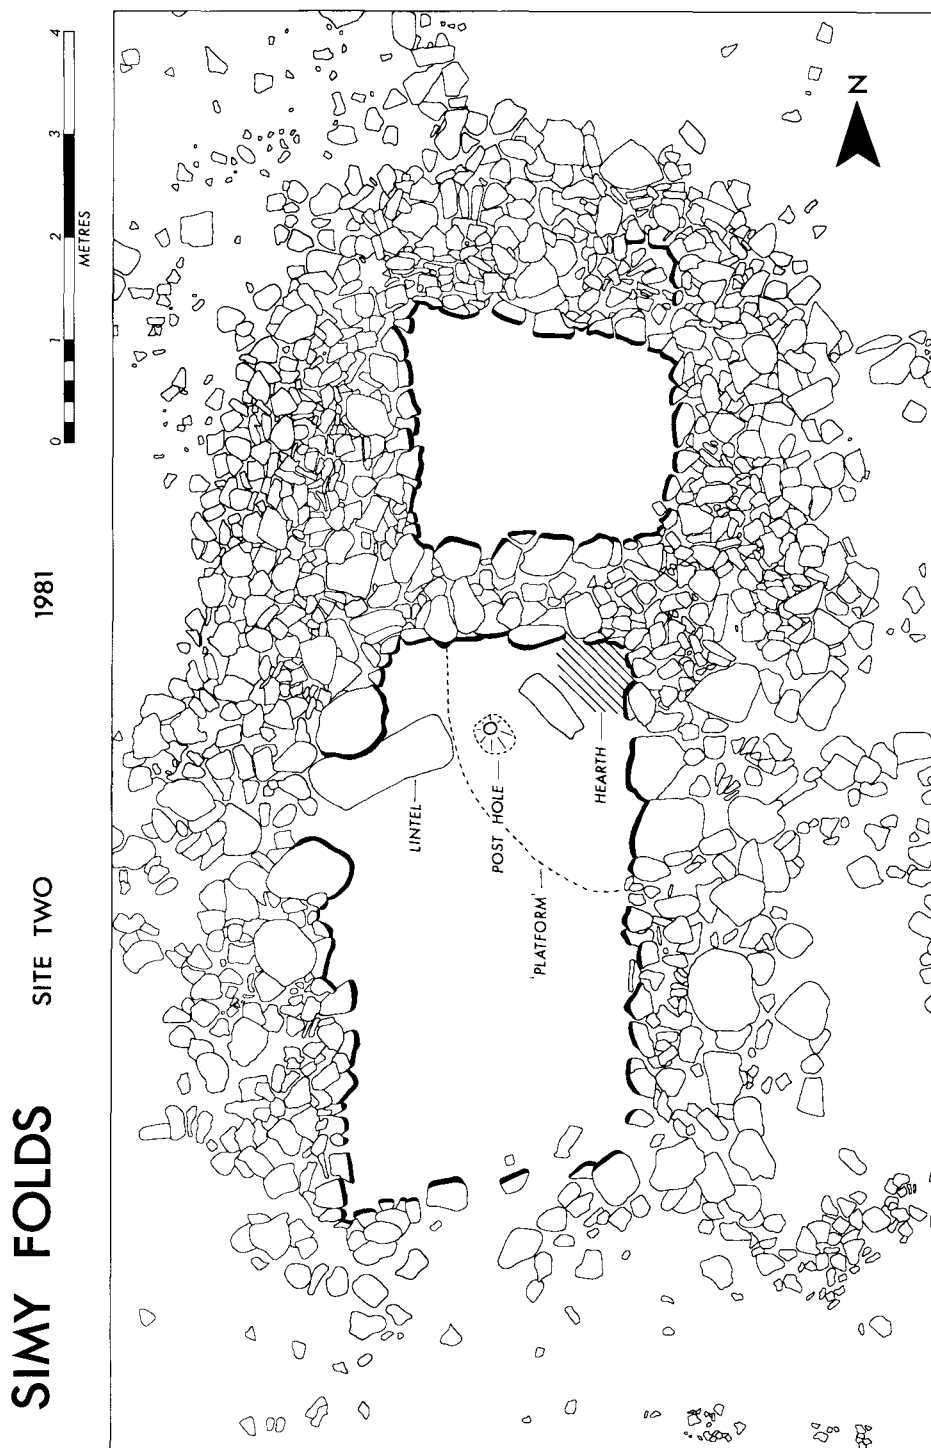 SIMY FOLDS SITE TWO 1981
0 1 2 3 4
METRES
N
LINTEL
POST HOLE
HEARTH
'PLATFORM'